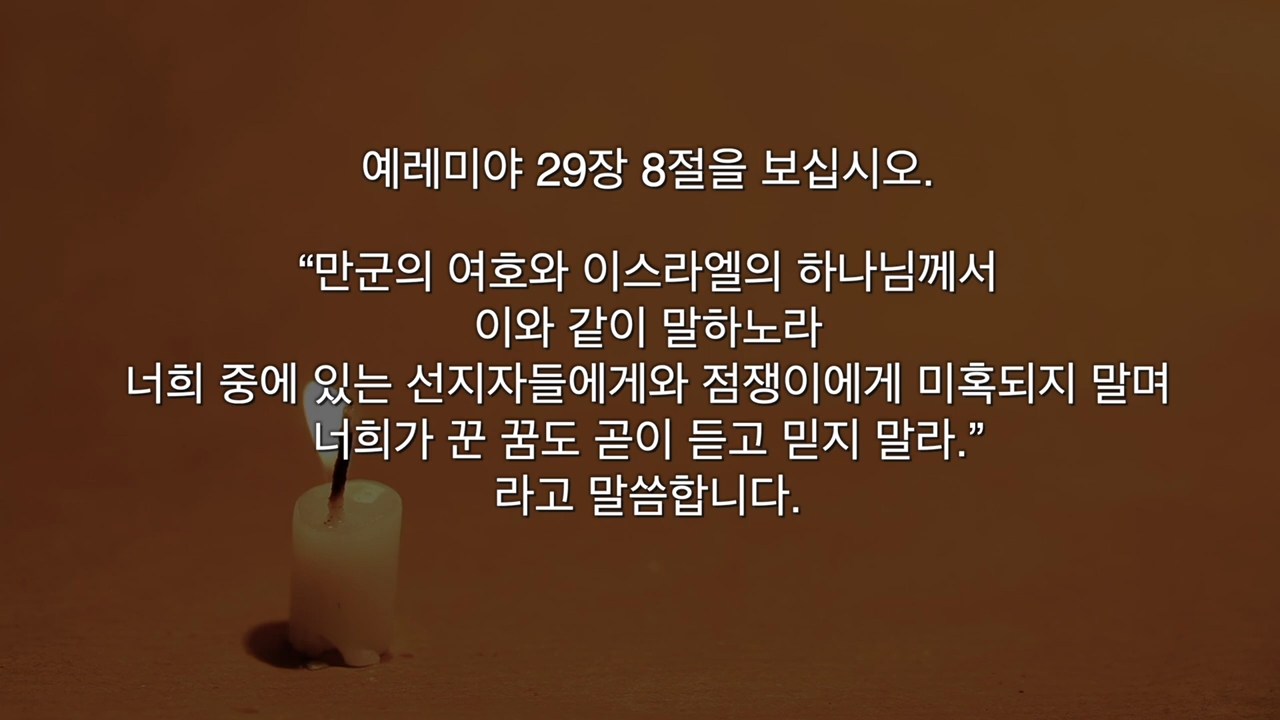 예레미야 29장 8절을 보십시오.
“만군의 여호와 이스라엘의 하나님께서
이와 같이 말하노라
너희 중에 있는 선지자들에게와 점쟁이에게 미혹되지 말며
너희가 꾼 꿈도 곧이 듣고 믿지 말라.”
라고 말씀합니다.